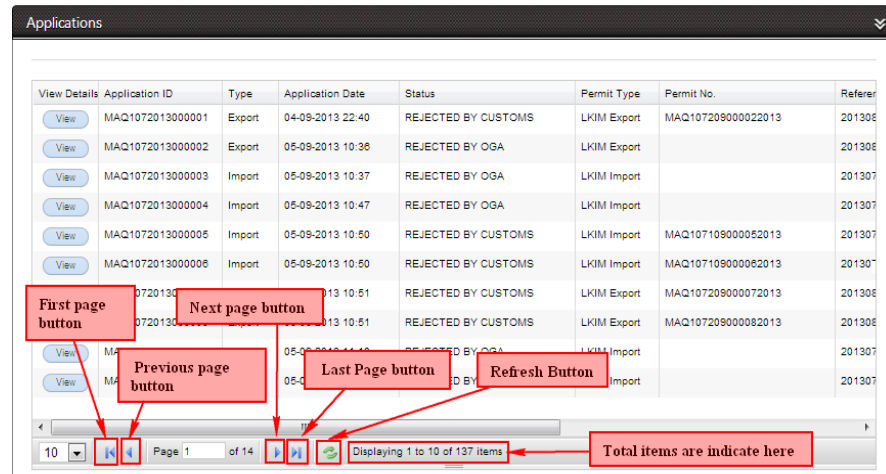 Applications
View Details Application ID Type Application Date Status Permit Type Permit No. Referen
View MAQ1072013000001 Export 04-09-2013 22:40 REJECTED BY CUSTOMS LKIM Export MAQ107209000022013 201308
View MAQ1072013000002 Export 05-09-2013 10:36 REJECTED BY OGA LKIM Export 201308
View MAQ1072013000003 Import 05-09-2013 10:37 REJECTED BY OGA LKIM Import 201307
View MAQ1072013000004 Import 05-09-2013 10:47 REJECTED BY OGA LKIM Import 201307
View MAQ1072013000005 Import 05-09-2013 10:50 REJECTED BY CUSTOMS LKIM Import MAQ107109000052013 201307
View MAQ1072013000006 Import 05-09-2013 10:50 REJECTED BY CUSTOMS LKIM Import MAQ107109000062013 20130
10:51 REJECTED BY CUSTOMS LKIM Export MAQ107209000072013 201308
10:51 REJECTED BY CUSTOMS LKIM Export MAQ107209000082013 201308
View Import 201307
View Import 201307
First page
button
Next page button
Previous page
button
Last Page button
Refresh Button
10 Page 1 of 14 Displaying 1 to 10 of 137 items
Total items are indicate here